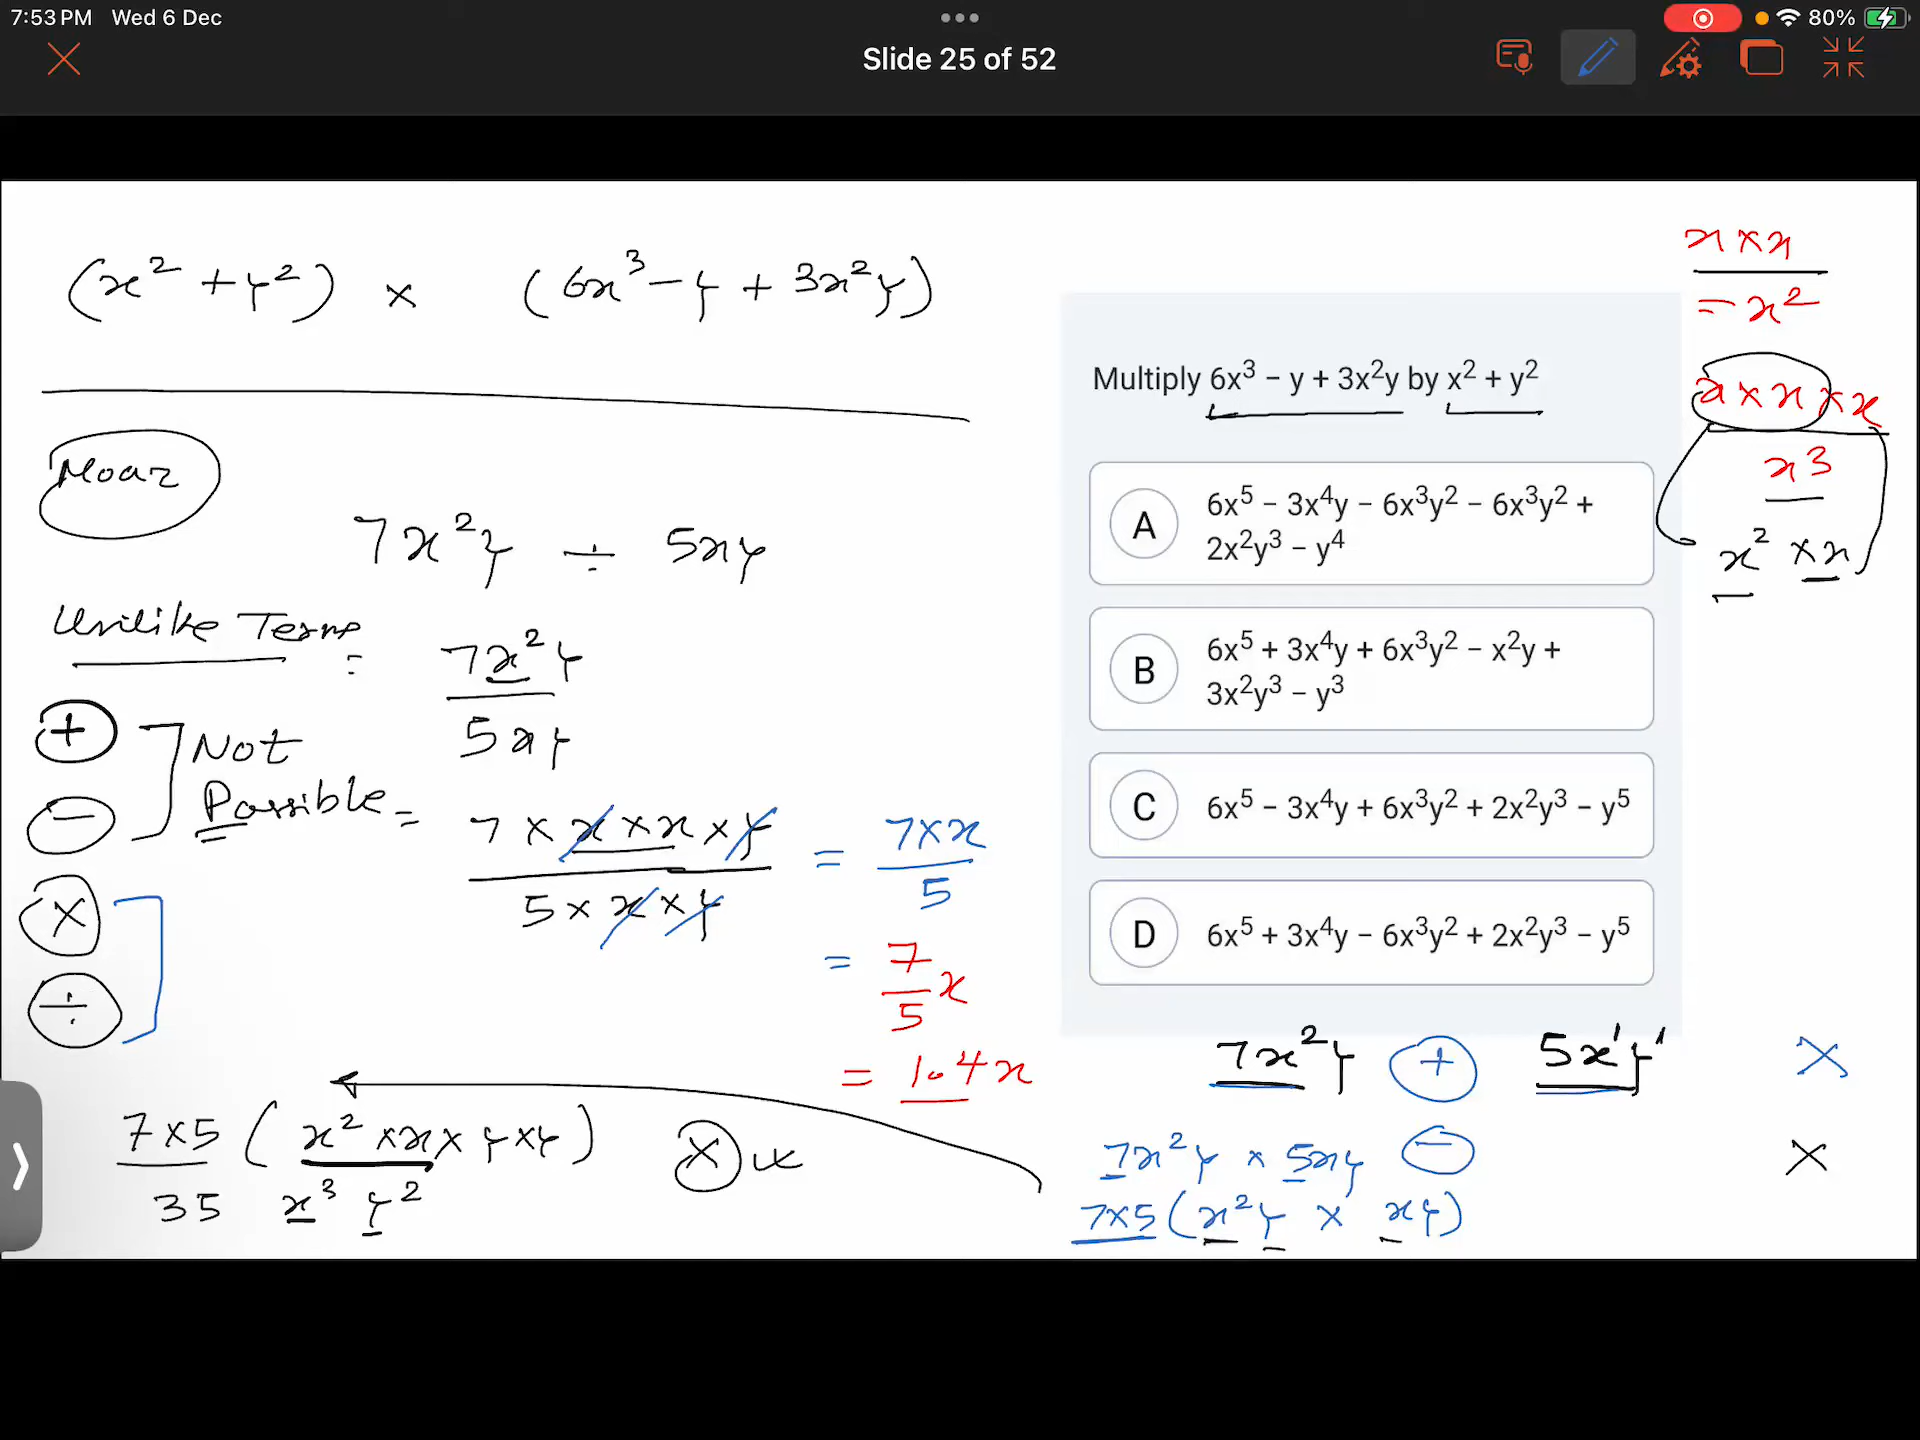 7:53 PM Wed 6 Dec
80%
Slide 25 of 52
(x² + y²) × (6x³ - y + 3x²y)
Multiply 6x³ – y + 3x²y by x² + y²
A 6x⁵ – 3x⁴y – 6x³y² – 6x³y² +
2x²y³ – y⁴
B 6x⁵ + 3x⁴y + 6x³y² – x²y +
3x²y³ – y³
C 6x⁵ – 3x⁴y + 6x³y² + 2x²y³ – y⁵
D 6x⁵ + 3x⁴y – 6x³y² + 2x²y³ – y⁵
x × x
= x²
x × x × x
x³
x² × x
7x²y ÷ 5xy
Unlike Terms
= 7x²y
5xy
+
− Not
Possible
×
÷
= 7 × x × x × y
5 × x × y
= 7 × x
5
= 7
5 x
= 1.4x
7x²y + 5x¹y¹ ×
− ×
7x²y × 5xy
7×5 (x²y × xy)
7×5 (x² × x × y × y) ×
35 x³ y²